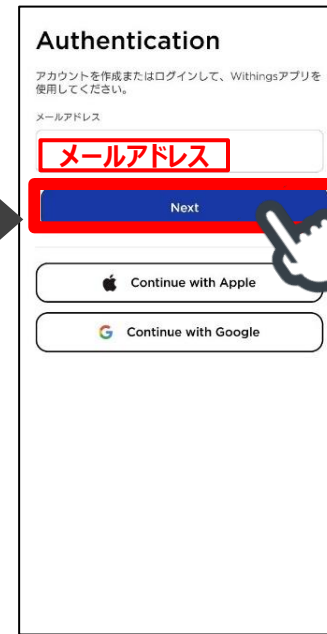 Authentication
アカウントを作成またはログインして、Withingsアプリを
使用してください。
メールアドレス
メールアドレス
Next
Continue with Apple
Continue with Google